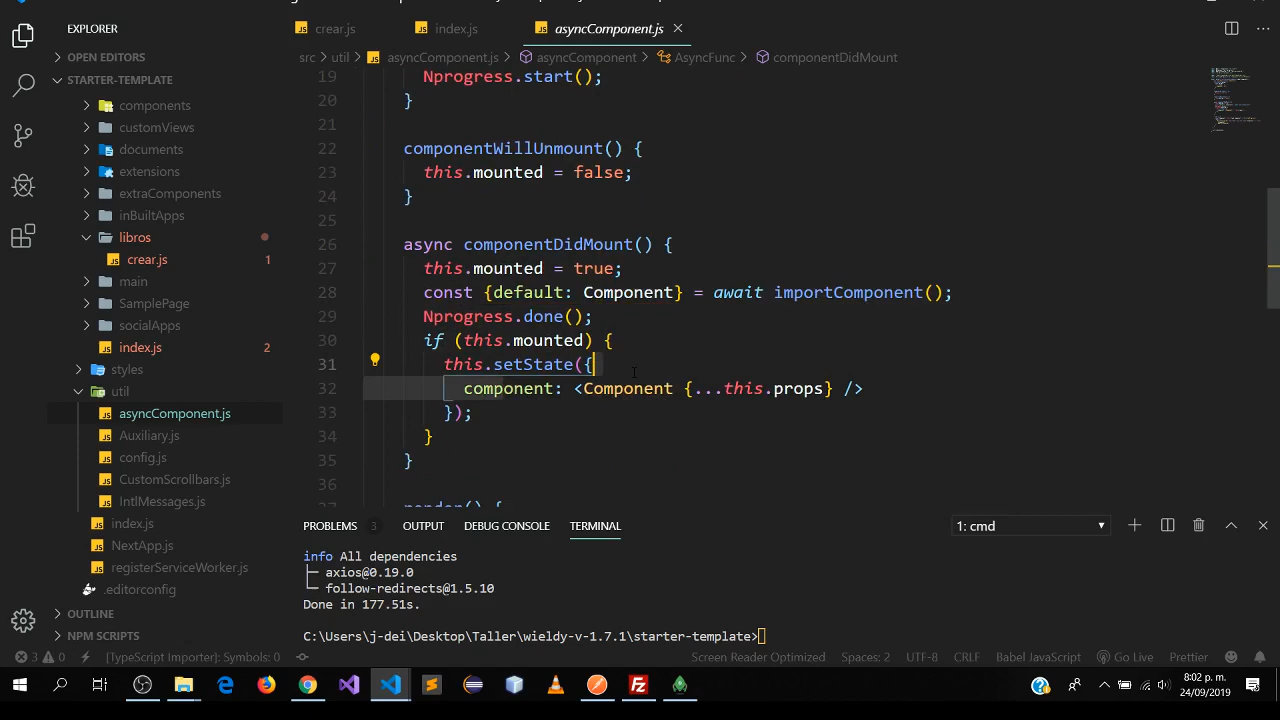 EXPLORER
crear.js
index.js
asyncComponent.js
OPEN EDITORS
src
util
asyncComponent.js
asyncComponent
AsyncFunc
componentDidMount
STARTER-TEMPLATE
components
customViews
documents
extensions
extraComponents
inBuiltApps
libros
crear.js 1
main
SamplePage
socialApps
index.js 2
styles
util
asyncComponent.js
Auxiliary.js
config.js
CustomScrollbars.js
IntlMessages.js
index.js
NextApp.js
registerServiceWorker.js
.editorconfig
OUTLINE
NPM SCRIPTS
19 Nprogress.start();
20 }
21
22 componentWillUnmount() {
23 this.mounted = false;
24 }
25
26 async componentDidMount() {
27 this.mounted = true;
28 const {default: Component} = await importComponent();
29 Nprogress.done();
30 if (this.mounted) {
31 this.setState({
32 component: <Component {...this.props} />
33 });
34 }
35 }
36
37 render() {
PROBLEMS 3 OUTPUT DEBUG CONSOLE TERMINAL 1: cmd
info All dependencies
├─ axios@0.19.0
└─ follow-redirects@1.5.10
Done in 177.51s.
C:\Users\j-dei\Desktop\Taller\wieldy-v-1.7.1\starter-template>
3 0 [TypeScript Importer]: Symbols: 0 Screen Reader Optimized Spaces: 2 UTF-8 CRLF Babel JavaScript Go Live Prettier
8:02 p. m.
24/09/2019